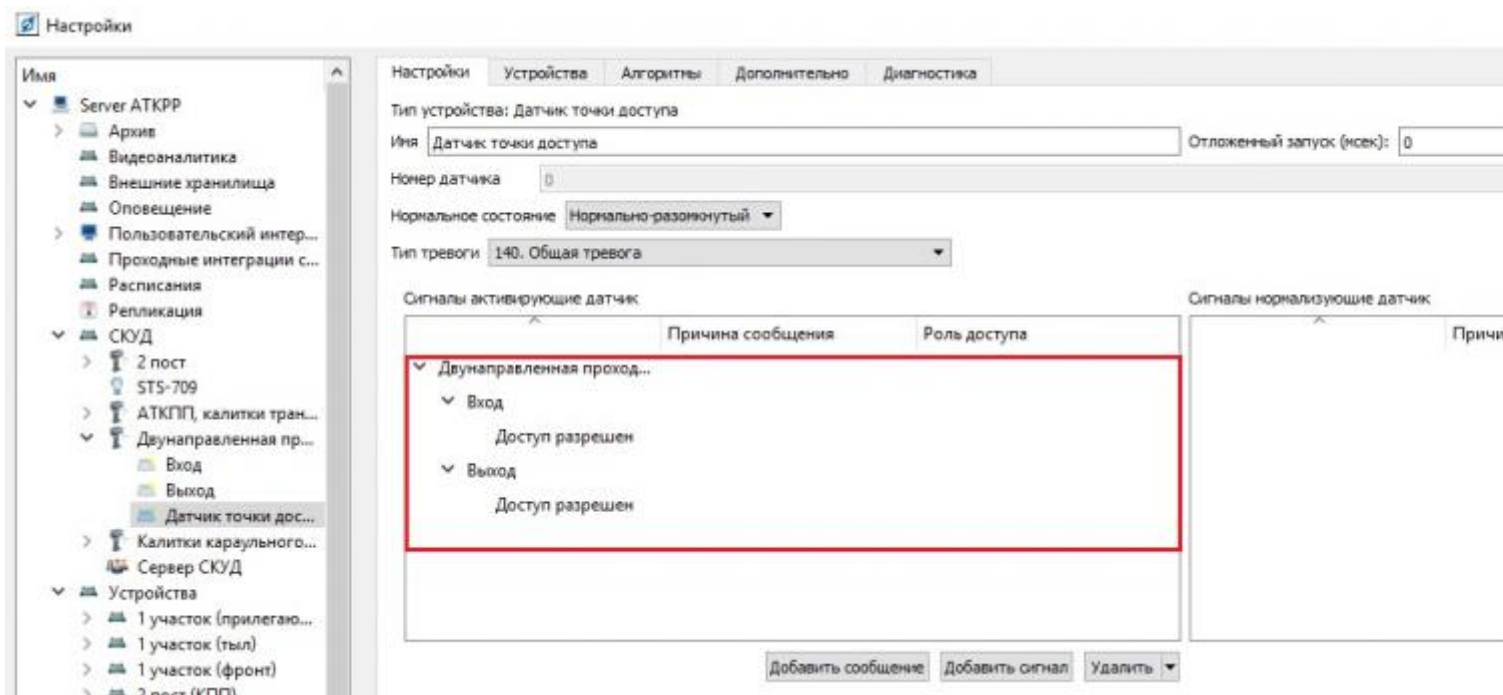 Настройки
Имя
Server АТКРР
Архив
Видеоаналитика
Внешние хранилища
Оповещение
Пользовательский интер...
Проходные интеграции с...
Расписания
Репликация
СКУД
2 пост
STS-709
АТКПП, калитки тран...
Двунаправленная пр...
Вход
Выход
Датчик точки дос...
Калитки караульного...
Сервер СКУД
Устройства
1 участок (прилегаю...
1 участок (тыл)
1 участок (фронт)
2 пост (КПП)
Настройки Устройства Алгоритмы Дополнительно Диагностика
Тип устройства: Датчик точки доступа
Имя Датчик точки доступа Отложенный запуск (мсек): 0
Номер датчика 0
Нормальное состояние Нормально-разомкнутый
Тип тревоги 140. Общая тревога
Сигналы активирующие датчик Сигналы нормализующие датчик
Причина сообщения Роль доступа Причи
Двунаправленная проход...
Вход
Доступ разрешен
Выход
Доступ разрешен
Добавить сообщение Добавить сигнал Удалить